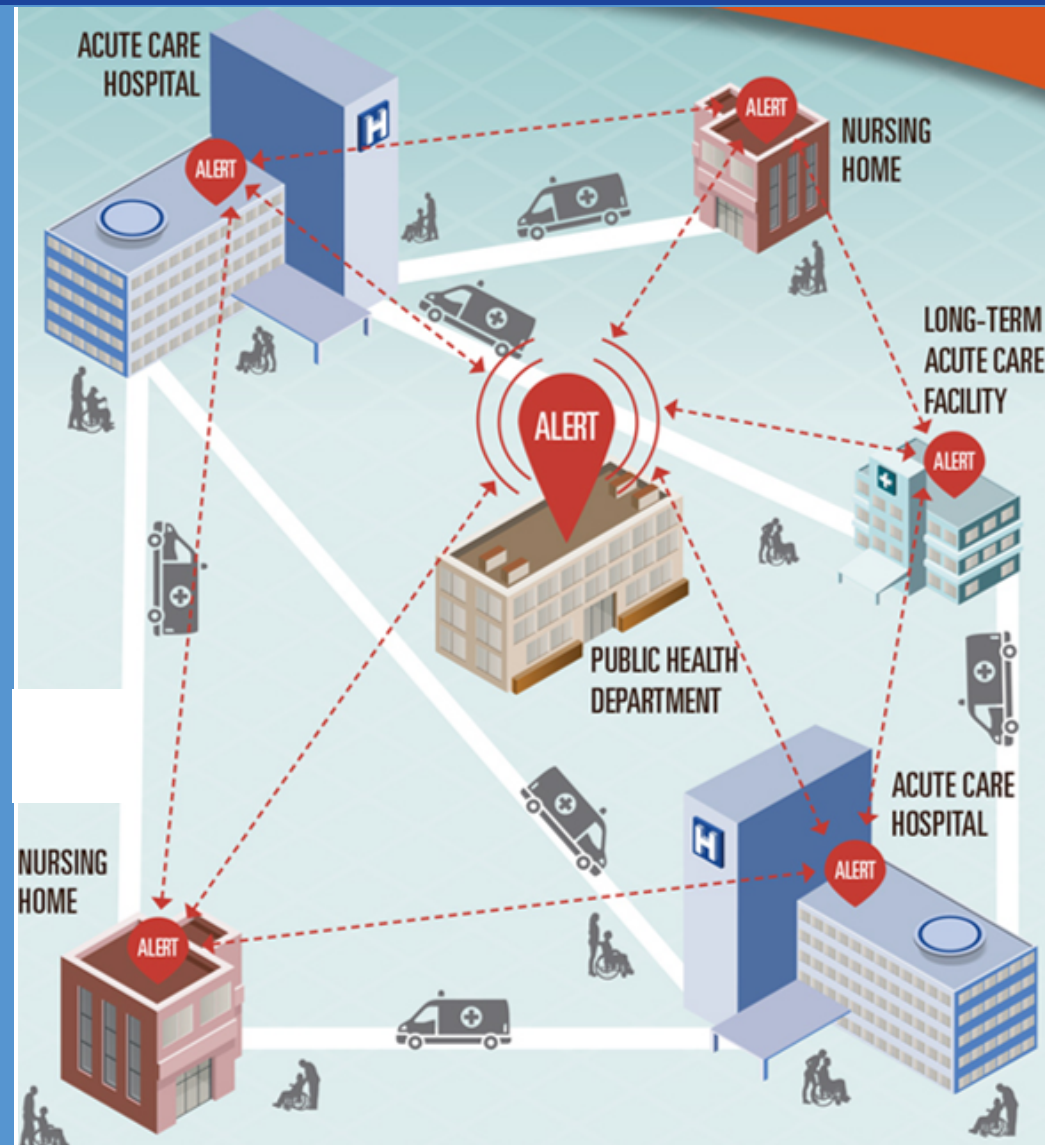 ACUTE CARE
HOSPITAL
H
ALERT
ALERT
NURSING
HOME
LONG-TERM
ACUTE CARE
FACILITY
ALERT
ALERT
PUBLIC HEALTH
DEPARTMENT
ACUTE CARE
HOSPITAL
H
ALERT
NURSING
HOME
ALERT